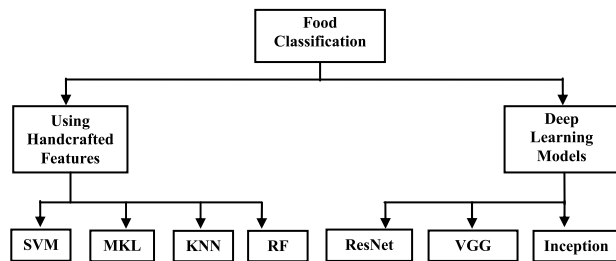 Food
Classification
Using
Handcrafted
Features
Deep
Learning
Models
SVM
MKL
KNN
RF
ResNet
VGG
Inception